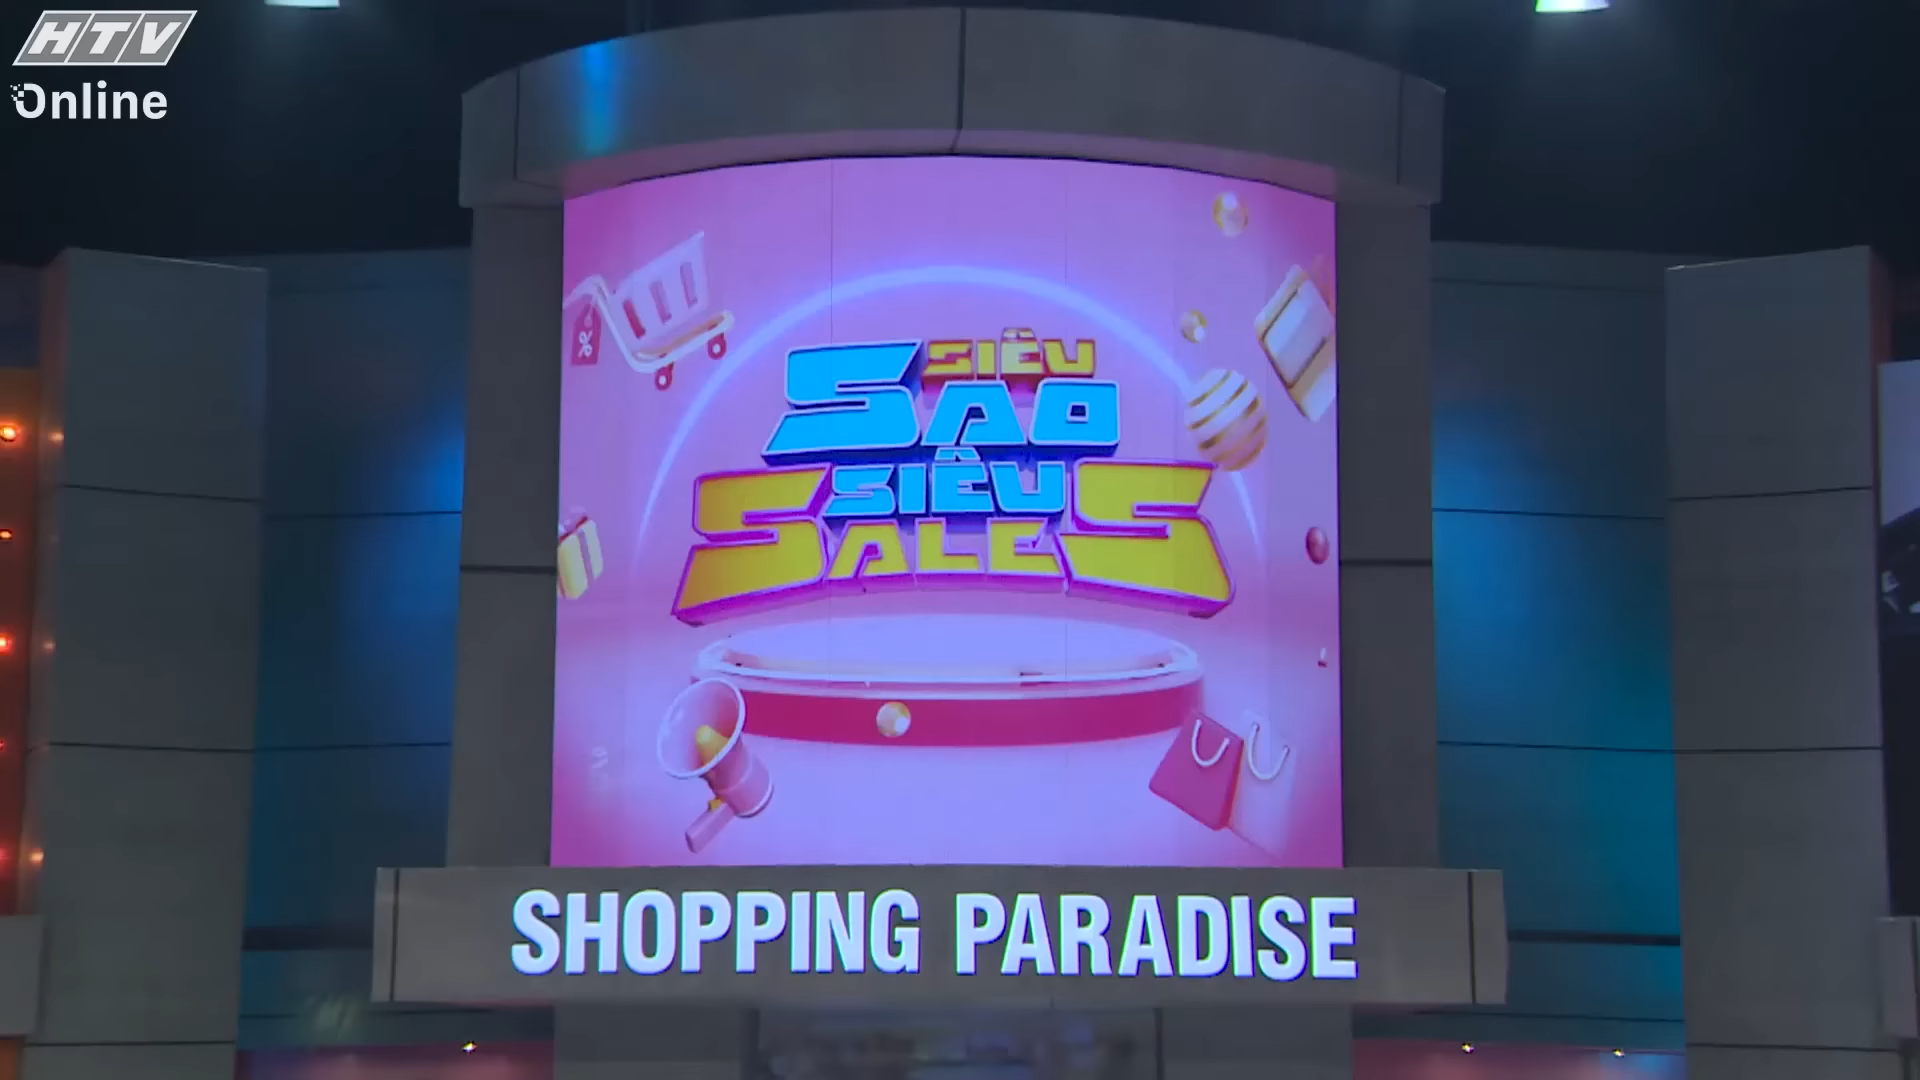 HTV
Online
SIÊU
SAO
SIÊU
SALES
SHOPPING PARADISE